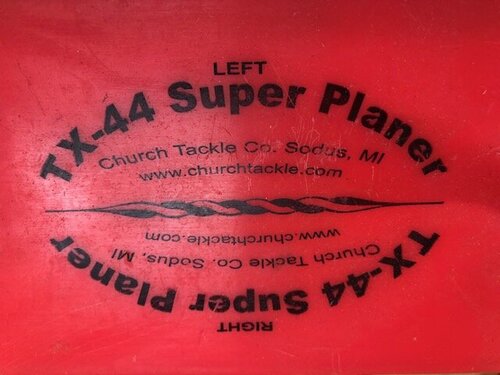 LEFT
TX-44 Super Planer
Church Tackle Co. Sodus, MI
www.churchtackle.com
RIGHT
TX-44 Super Planer
Church Tackle Co. Sodus, MI
www.churchtackle.com